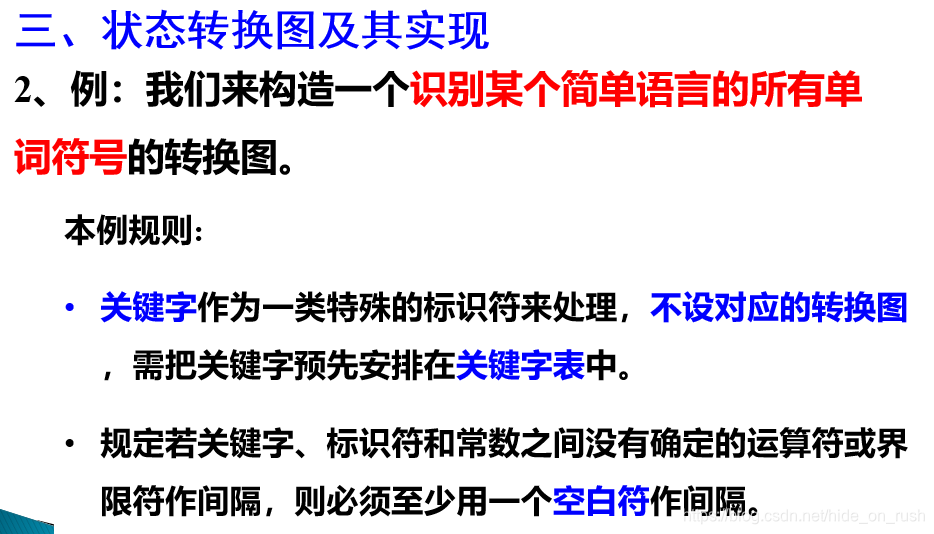 三、状态转换图及其实现
2、例：我们来构造一个识别某个简单语言的所有单
词符号的转换图。
本例规则：
• 关键字作为一类特殊的标识符来处理，不设对应的转换图
，需把关键字预先安排在关键字表中。
• 规定若关键字、标识符和常数之间没有确定的运算符或界
限符作间隔，则必须至少用一个空白符作间隔。
https://blog.csdn.net/hide_on_rush